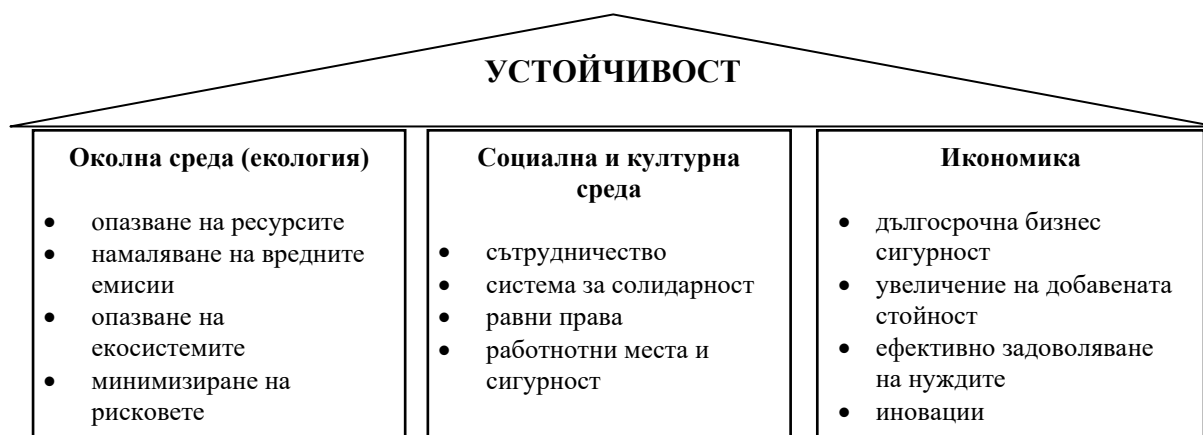 УСТОЙЧИВОСТ
Околна среда (екология)
• опазване на ресурсите
• намаляване на вредните
емисии
• опазване на
екосистемите
• минимизиране на
рисковете
Социална и културна
среда
• сътрудничество
• система за солидарност
• равни права
• работнотни места и
сигурност
Икономика
• дългосрочна бизнес
сигурност
• увеличение на добавената
стойност
• ефективно задоволяване
на нуждите
• иновации